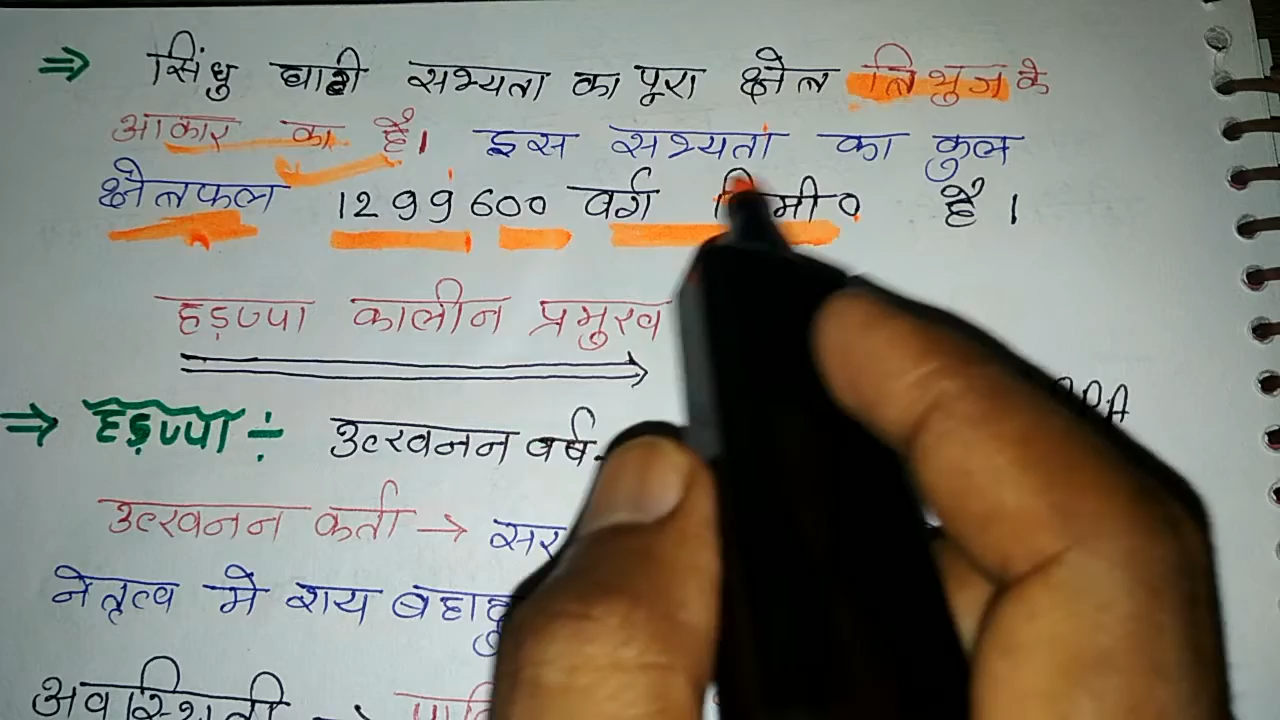 ⇒ सिंधु घाटी सभ्यता का पूरा क्षेत्र त्रिभुज के
आकार का है। इस सभ्यता का कुल
क्षेत्रफल 1299600 वर्ग किमी० है।
हड़प्पा कालीन प्रमुख
⇒ हड़प्पा ÷ उत्खनन वर्ष-
उत्खनन कर्ता → सर
नेतृत्व मे राय
अवस्थिती →